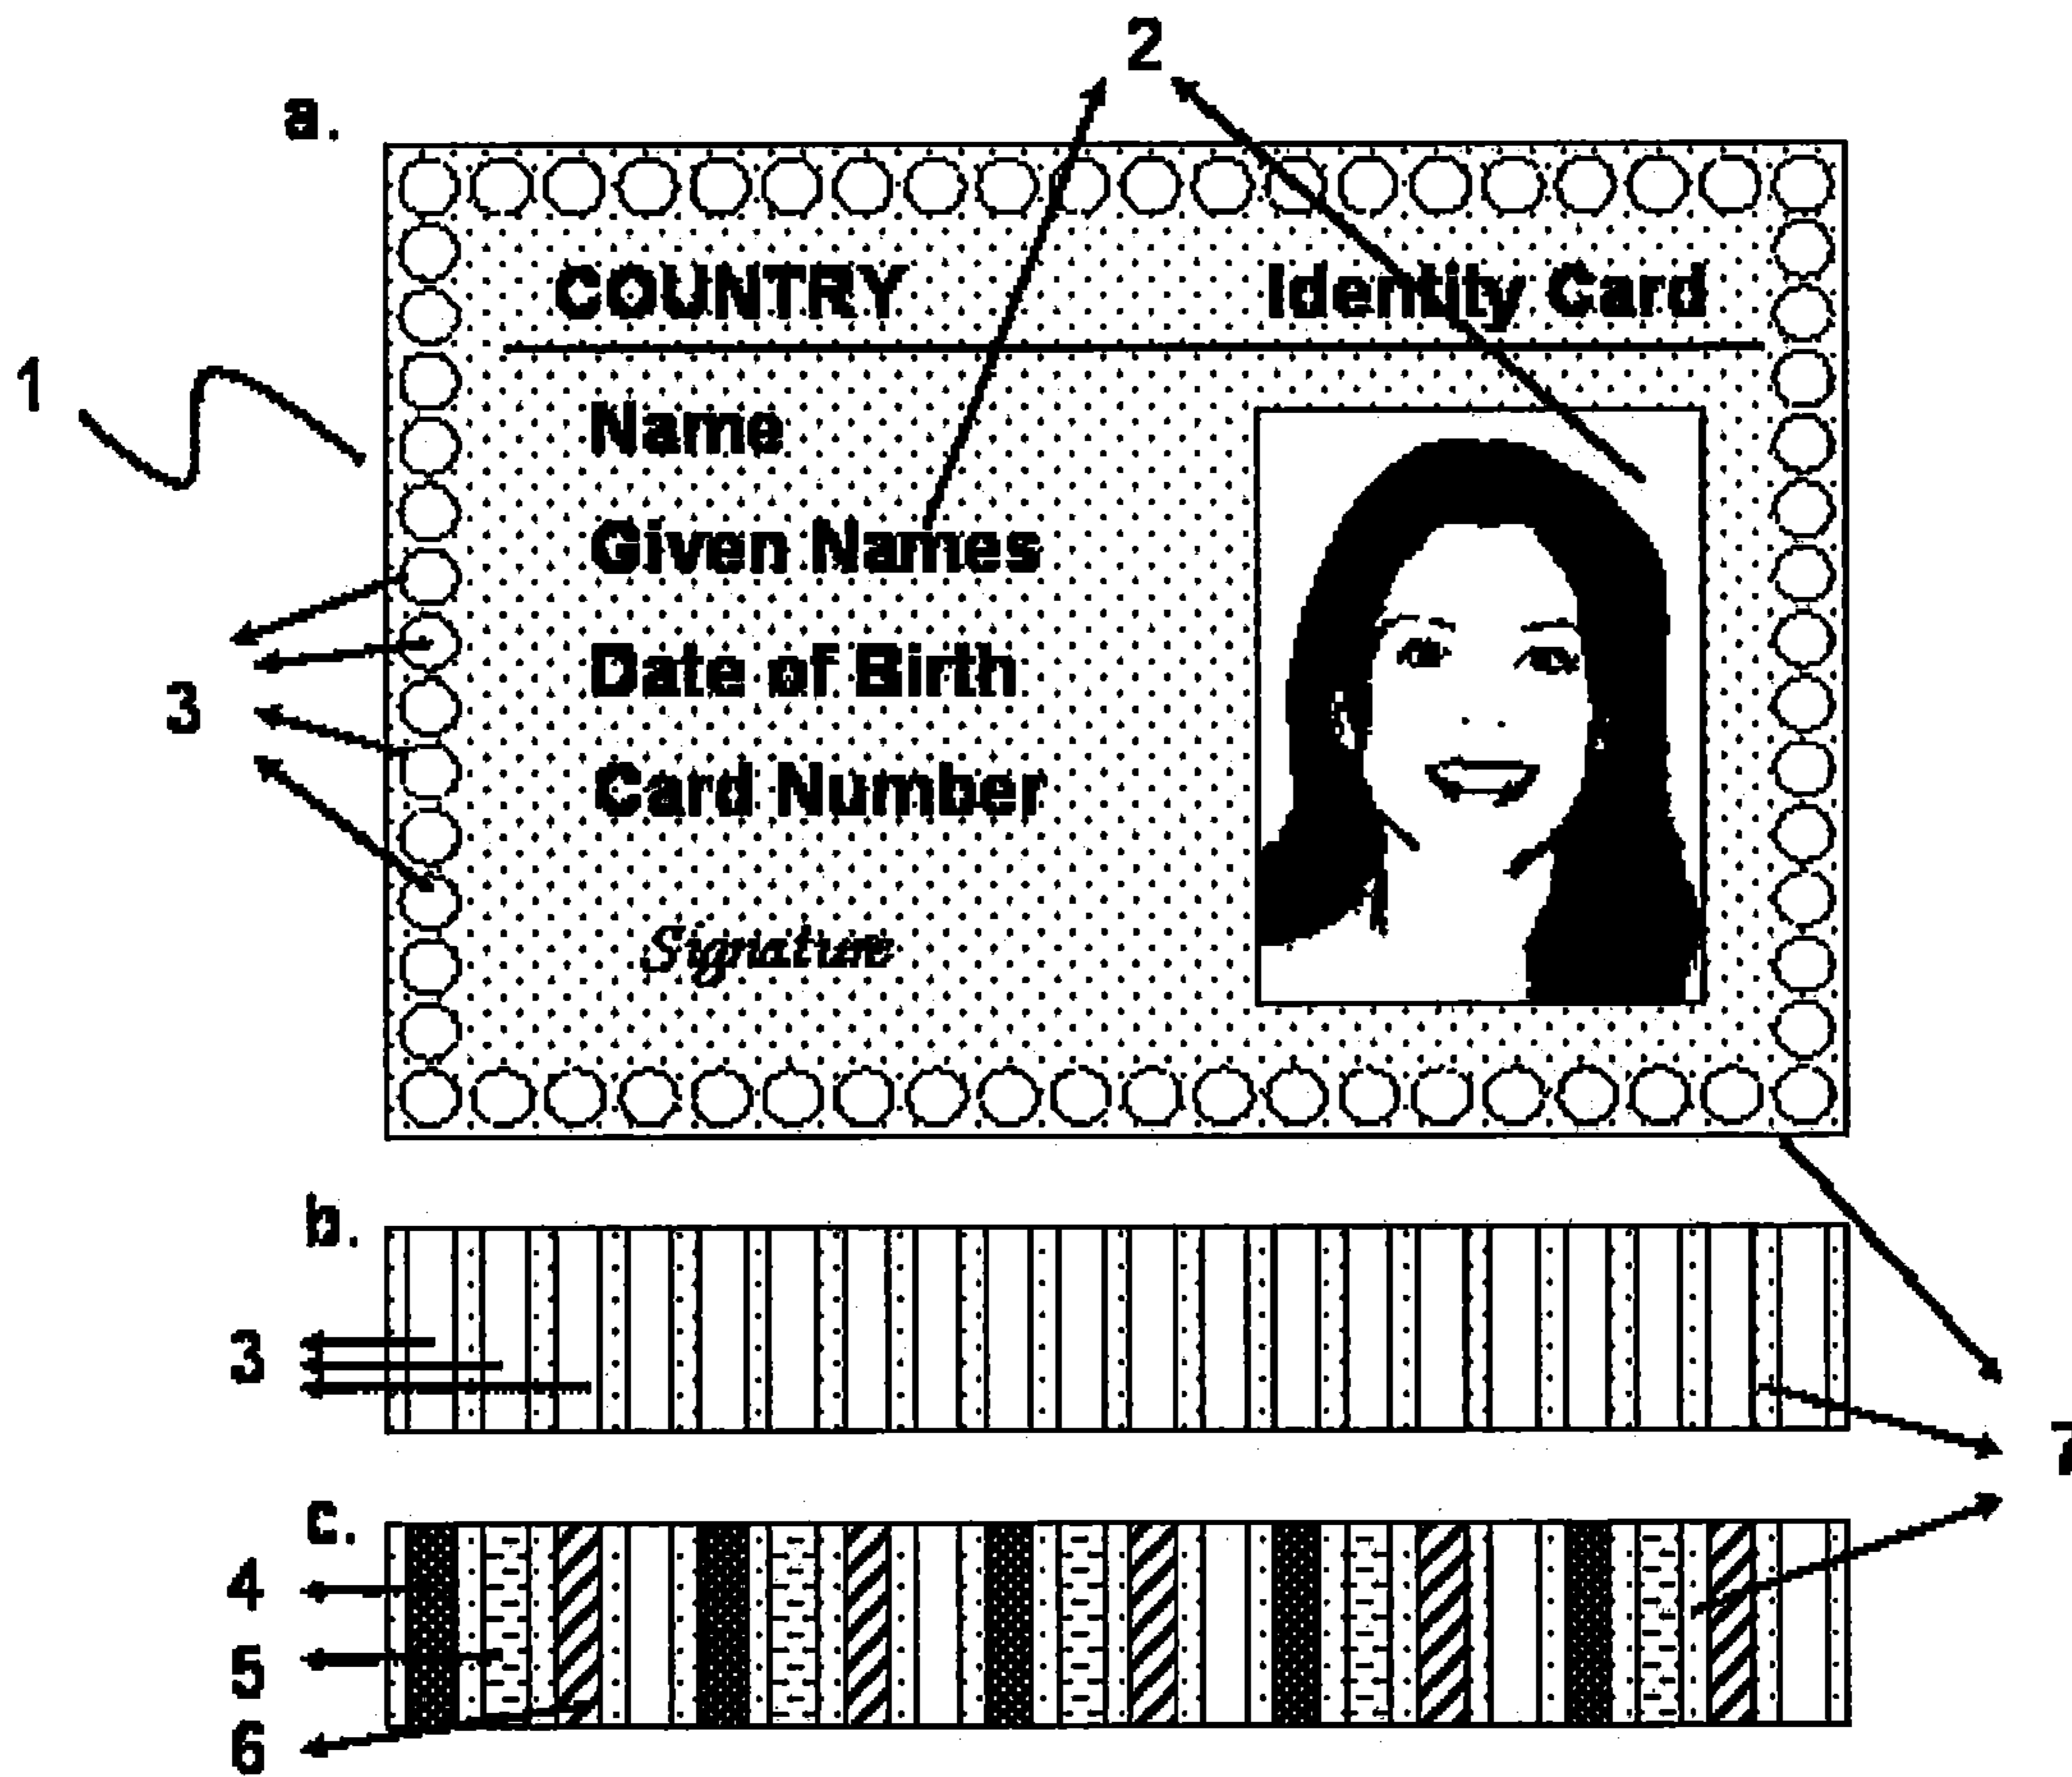 2
a.
COUNTRY Identity Card
1
Name
Given Names
Date of Birth
3
Card Number
Signature
b.
3
7
c.
4
5
6